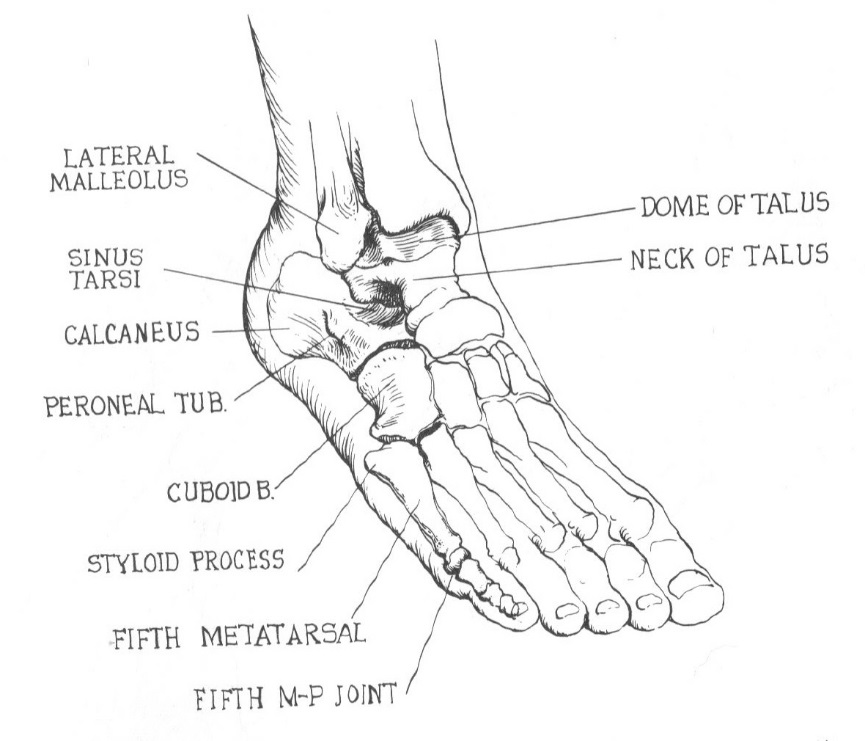 LATERAL
MALLEOLUS
SINUS
TARSI
CALCANEUS
PERONEAL TUB.
CUBOID B.
STYLOID PROCESS
FIFTH METATARSAL
FIFTH M-P JOINT
DOME OF TALUS
NECK OF TALUS